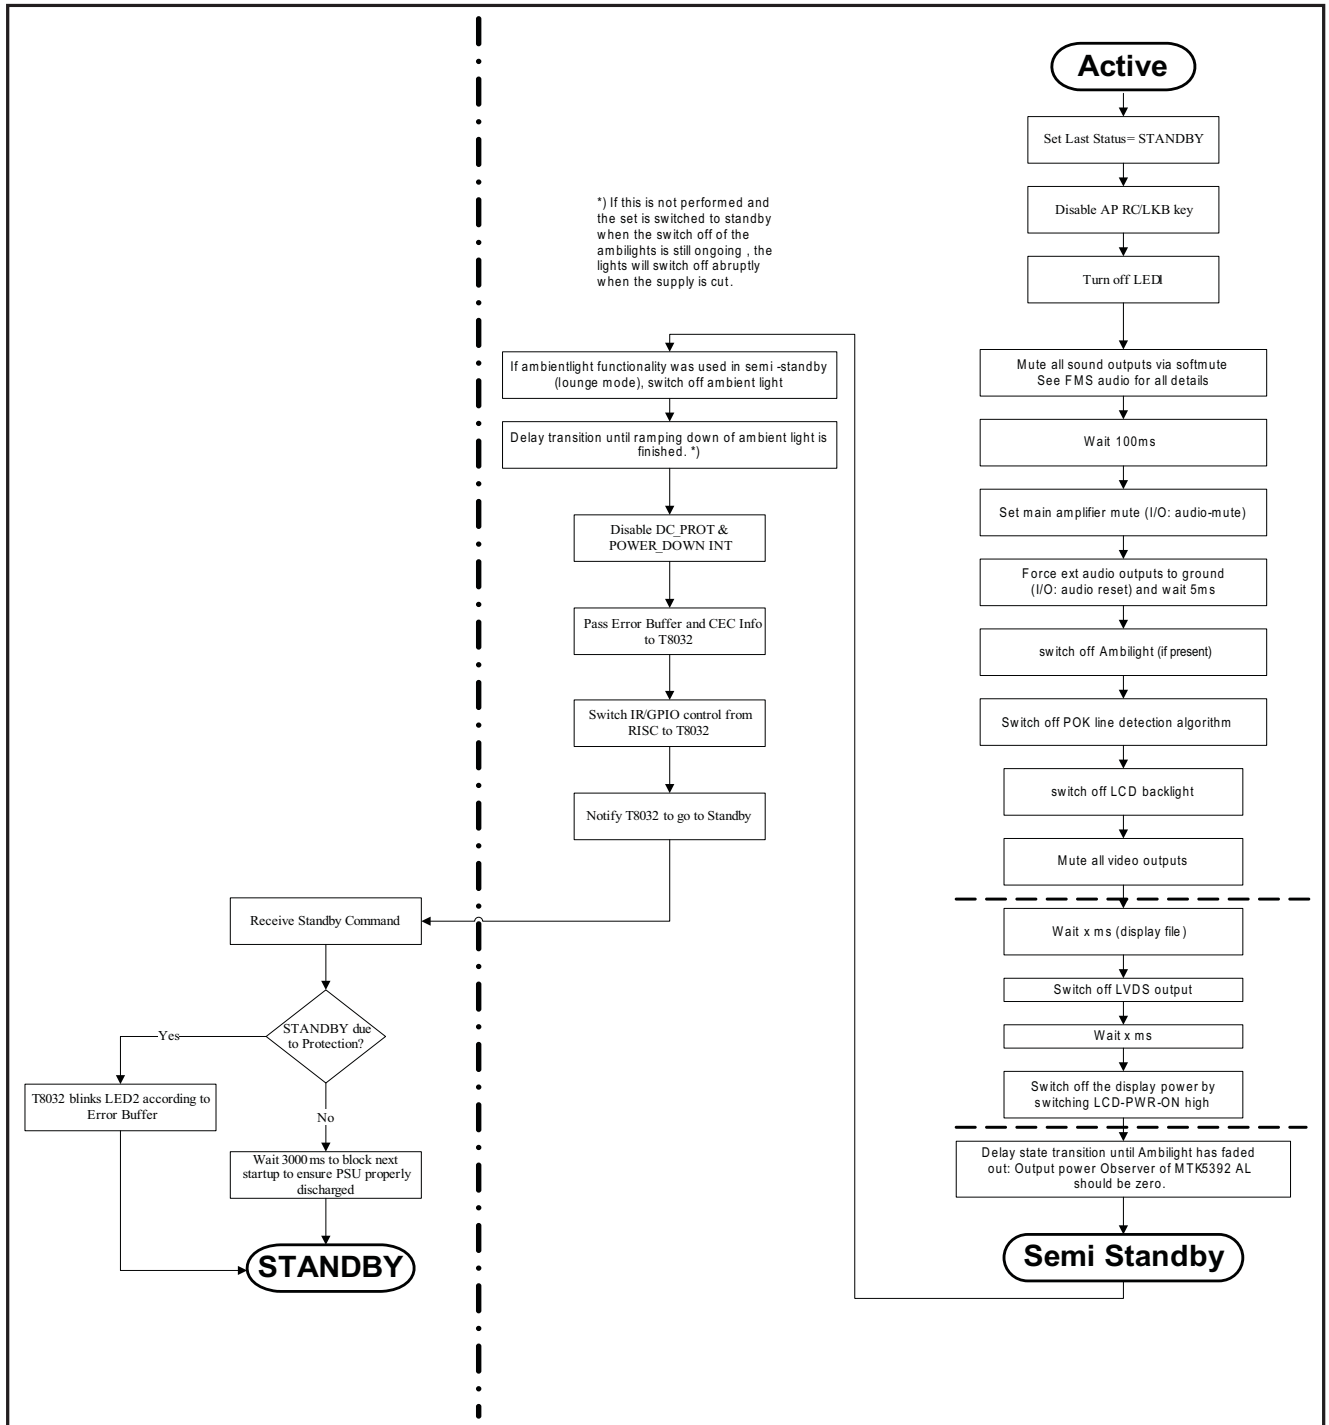 Active
Set Last Status= STANDBY
Disable AP RC/LKB key
Turn off LED1
Mute all sound outputs via softmute
See FMS audio for all details
Wait 100ms
Set main amplifier mute (I/O: audio-mute)
Force ext audio outputs to ground
(I/O: audio reset) and wait 5ms
switch off Ambilight (if present)
Switch off POK line detection algorithm
switch off LCD backlight
Mute all video outputs
Wait x ms (display file)
Switch off LVDS output
Wait x ms
Switch off the display power by
switching LCD-PWR-ON high
Delay state transition until Ambilight has faded
out: Output power Observer of MTK5392 AL
should be zero.
Semi Standby
*) If this is not performed and
the set is switched to standby
when the switch off of the
ambilights is still ongoing , the
lights will switch off abruptly
when the supply is cut.
If ambientlight functionality was used in semi -standby
(lounge mode), switch off ambient light
Delay transition until ramping down of ambient light is
finished. *)
Disable DC_PROT &
POWER_DOWN INT
Pass Error Buffer and CEC Info
to T8032
Switch IR/GPIO control from
RISC to T8032
Notify T8032 to go to Standby
Receive Standby Command
STANDBY due
to Protection?
Yes
No
T8032 blinks LED2 according to
Error Buffer
Wait 3000 ms to block next
startup to ensure PSU properly
discharged
STANDBY